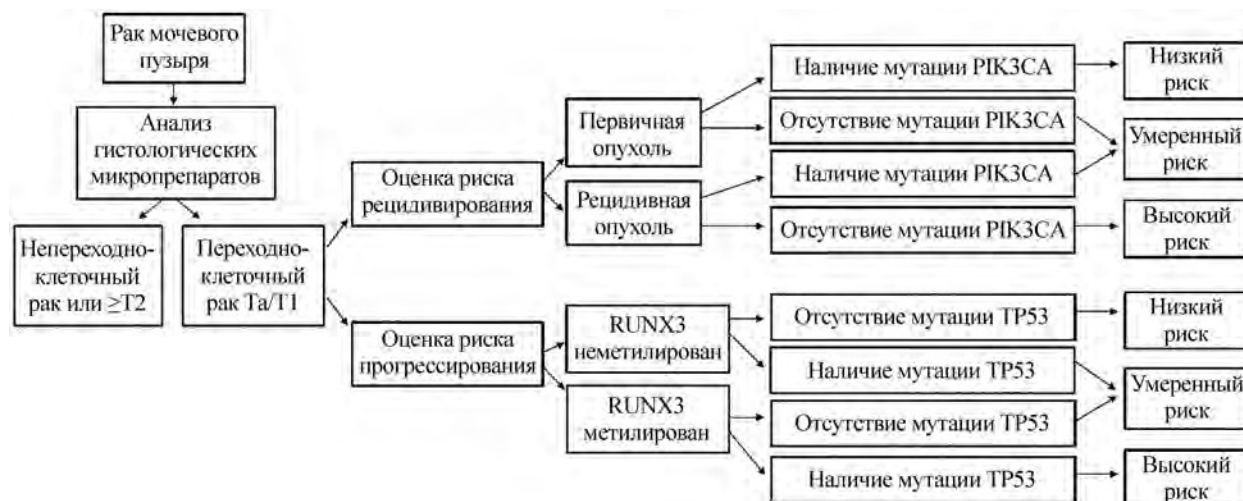 Рак мочевого
пузыря
Анализ
гистологических
микропрепаратов
Непереходно-
клеточный
рак или ≥T2
Переходно-
клеточный
рак Ta/T1
Оценка риска
рецидивирования
Первичная
опухоль
Рецидивная
опухоль
Наличие мутации PIK3CA
Отсутствие мутации PIK3CA
Наличие мутации PIK3CA
Отсутствие мутации PIK3CA
Низкий
риск
Умеренный
риск
Высокий
риск
Оценка риска
прогрессирования
RUNX3
неметилирован
RUNX3
метилирован
Отсутствие мутации TP53
Наличие мутации TP53
Отсутствие мутации TP53
Наличие мутации TP53
Низкий
риск
Умеренный
риск
Высокий
риск